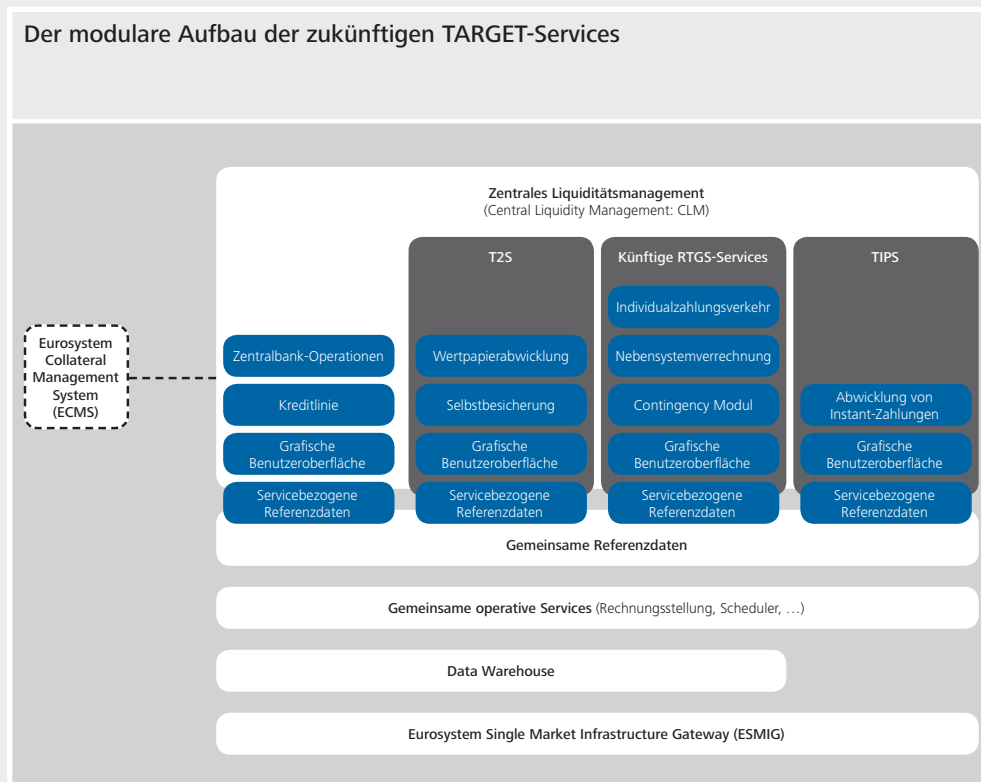 Der modulare Aufbau der zukünftigen TARGET-Services
Zentrales Liquiditätsmanagement
(Central Liquidity Management: CLM)
Eurosystem
Collateral
Management
System
(ECMS)
Zentralbank-Operationen
Kreditlinie
Grafische
Benutzeroberfläche
Servicebezogene
Referenzdaten
T2S
Wertpapierabwicklung
Selbstbesicherung
Grafische
Benutzeroberfläche
Servicebezogene
Referenzdaten
Künftige RTGS-Services
Individualzahlungsverkehr
Nebensystemverrechnung
Contingency Modul
Grafische
Benutzeroberfläche
Servicebezogene
Referenzdaten
TIPS
Abwicklung von
Instant-Zahlungen
Grafische
Benutzeroberfläche
Servicebezogene
Referenzdaten
Gemeinsame Referenzdaten
Gemeinsame operative Services (Rechnungsstellung, Scheduler, …)
Data Warehouse
Eurosystem Single Market Infrastructure Gateway (ESMIG)